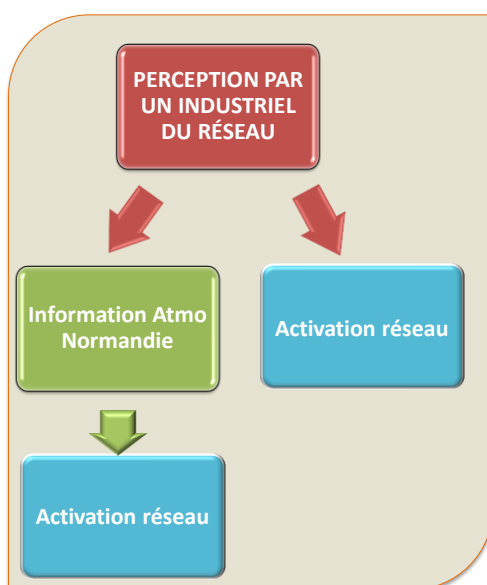 PERCEPTION PAR
UN INDUSTRIEL
DU RÉSEAU
Information Atmo
Normandie
Activation réseau
Activation réseau